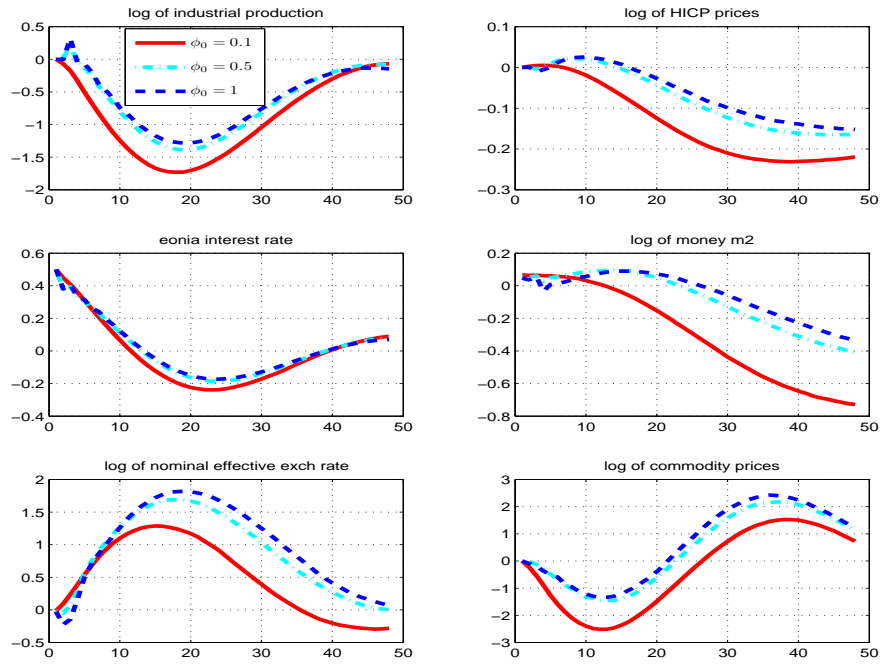 log of industrial production
0.5
0
−0.5
−1
−1.5
−2
0 10 20 30 40 50
ϕ₀ = 0.1
ϕ₀ = 0.5
ϕ₀ = 1
log of HICP prices
0.1
0
−0.1
−0.2
−0.3
0 10 20 30 40 50
eonia interest rate
0.6
0.4
0.2
0
−0.2
−0.4
0 10 20 30 40 50
log of money m2
0.2
0
−0.2
−0.4
−0.6
−0.8
0 10 20 30 40 50
log of nominal effective exch rate
2
1.5
1
0.5
0
−0.5
0 10 20 30 40 50
log of commodity prices
3
2
1
0
−1
−2
−3
0 10 20 30 40 50